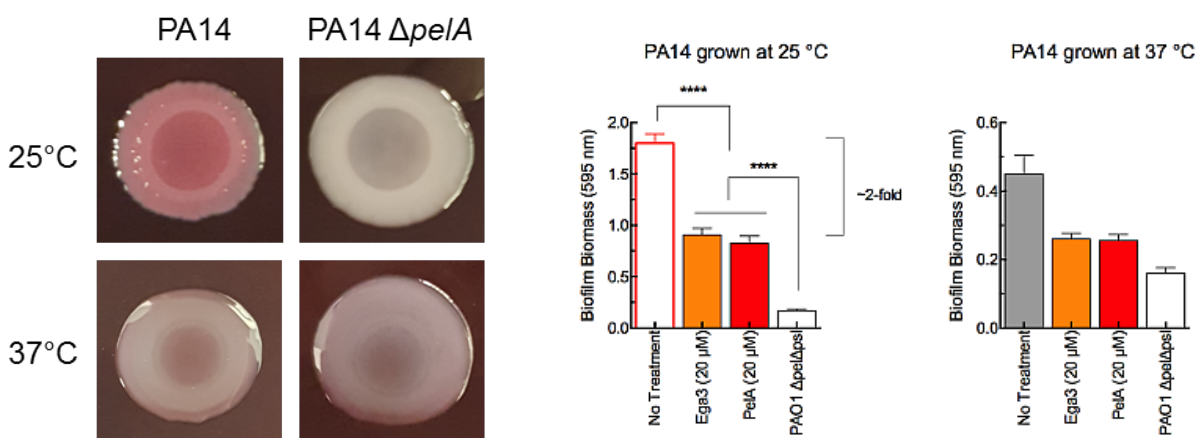 PA14
PA14 ΔpelA
25°C
37°C
PA14 grown at 25 °C
Biofilm Biomass (595 nm)
2.0
1.5
1.0
0.5
0.0
****
****
~2-fold
No Treatment
Ega3 (20 µM)
PelA (20 µM)
PAO1 ΔpelΔpsl
PA14 grown at 37 °C
Biofilm Biomass (595 nm)
0.6
0.4
0.2
0.0
No Treatment
Ega3 (20 µM)
PelA (20 µM)
PAO1 ΔpelΔpsl